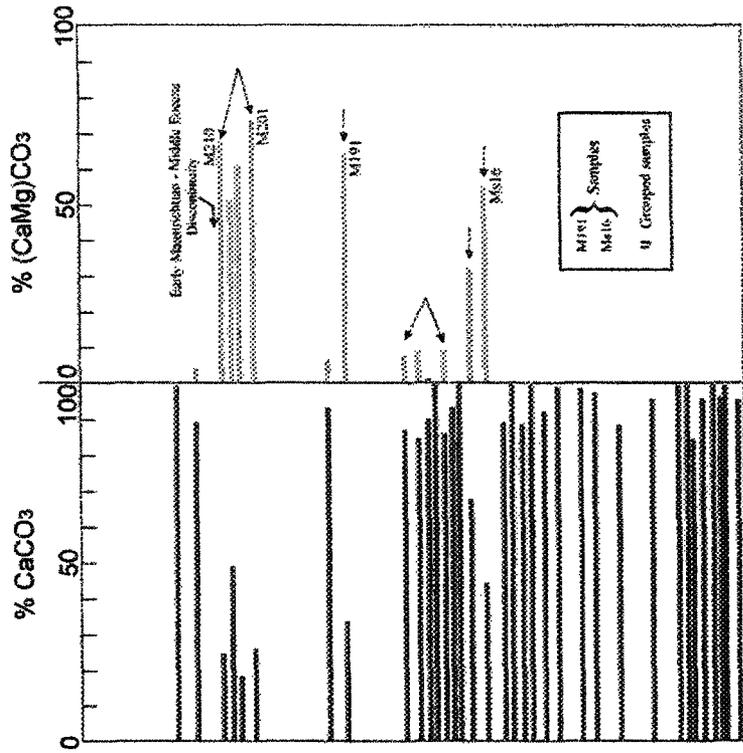 % CaCO3
0
50
100
% (CaMg)CO3
0
50
100
Early Maastrichtian - Middle Eocene
Discontinuity
M201
M191
Ms16
M191
Ms16
Samples
Grouped samples